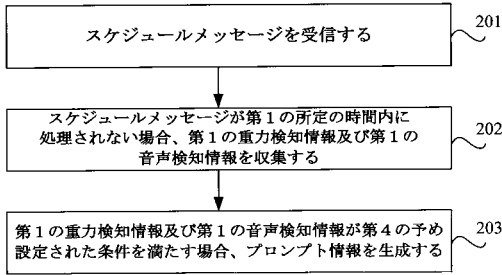 スケジュールメッセージを受信する
201
スケジュールメッセージが第1の所定の時間内に
処理されない場合、第1の重力検知情報及び第1の
音声検知情報を収集する
202
第1の重力検知情報及び第1の音声検知情報が第4の予め
設定された条件を満たす場合、プロンプト情報を生成する
203